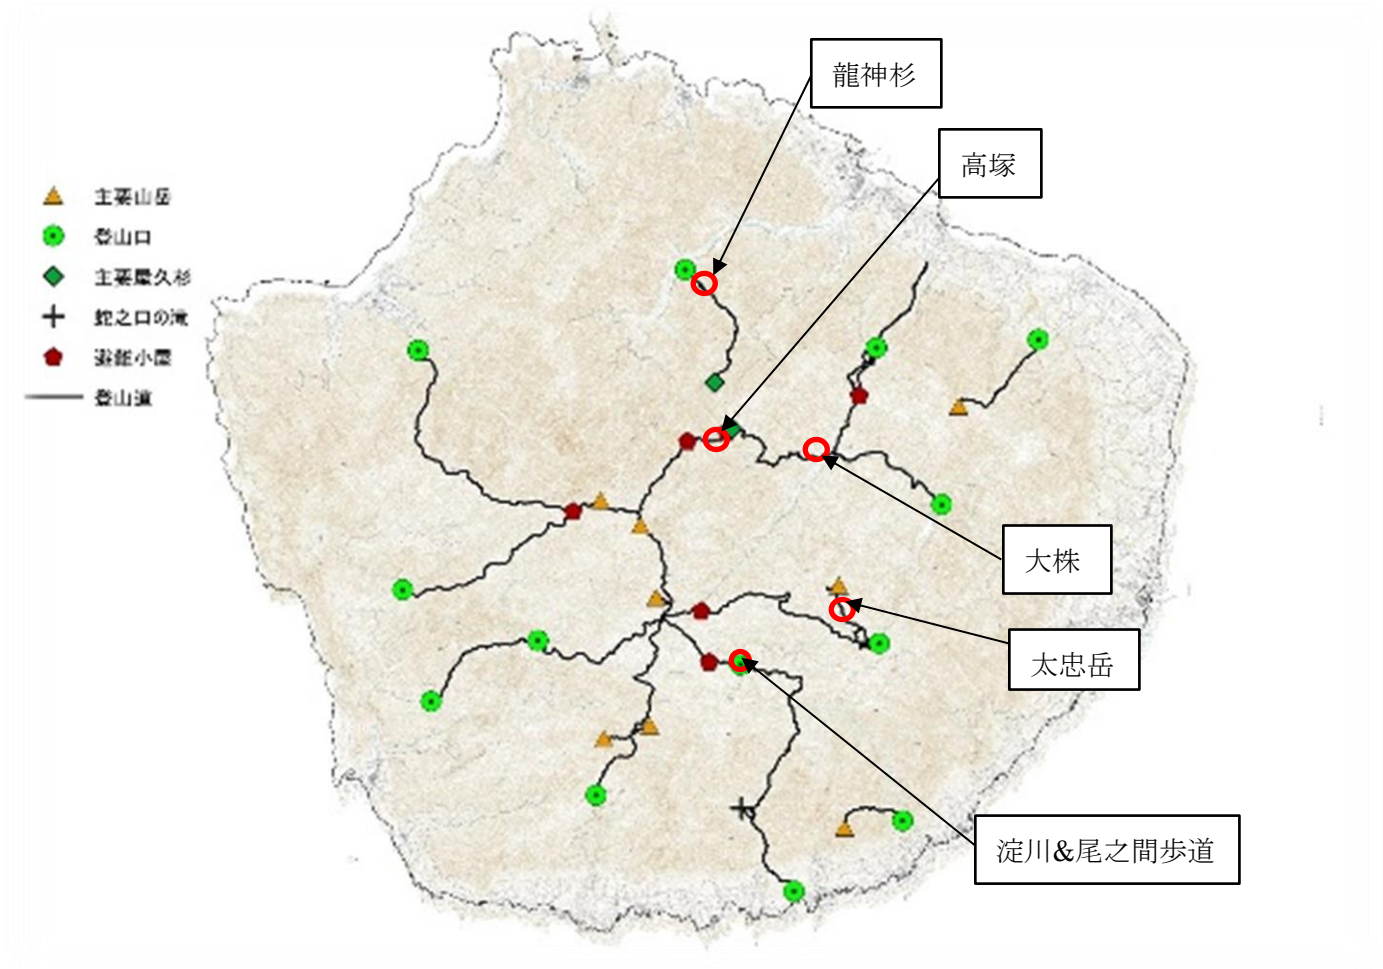 龍神杉
高塚
主要山岳
登山口
主要屋久杉
蛇之口の滝
避難小屋
登山道
大株
太忠岳
淀川&尾之間歩道